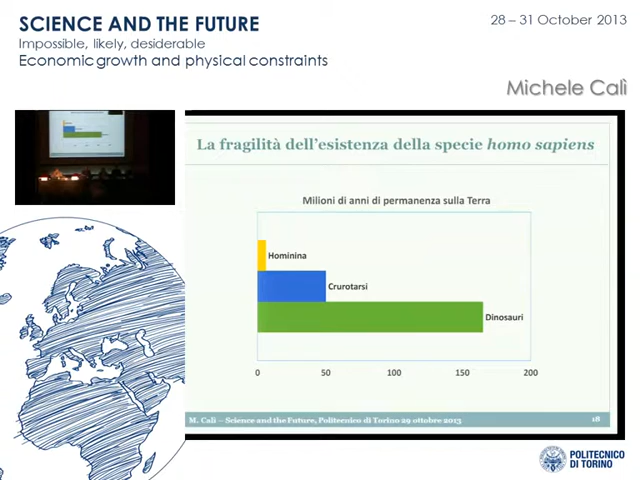 SCIENCE AND THE FUTURE
Impossible, likely, desiderable
Economic growth and physical constraints
28 – 31 October 2013
Michele Calì
La fragilità dell'esistenza della specie homo sapiens
Milioni di anni di permanenza sulla Terra
Hominina
Crurotarsi
Dinosauri
0 50 100 150 200
M. Calì – Science and the Future, Politecnico di Torino 29 ottobre 2013
18
POLITECNICO
DI TORINO